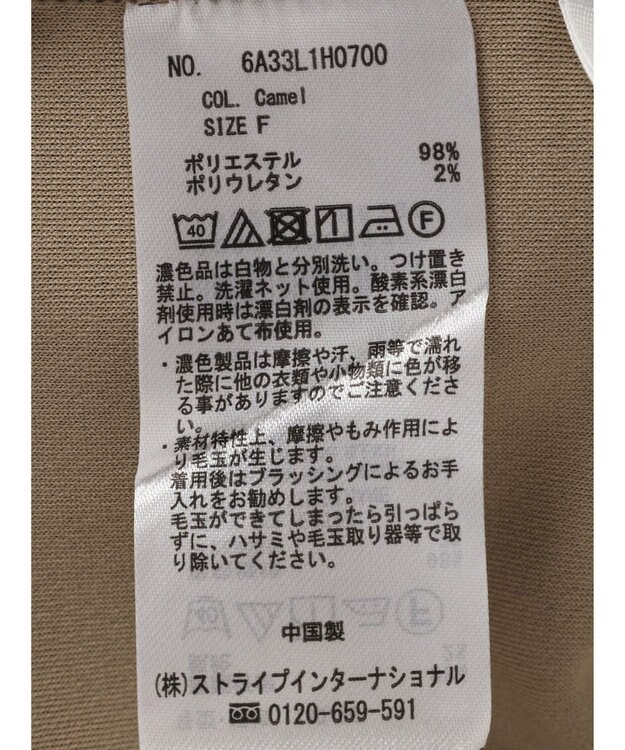 NO. 6A33L1H0700
COL. Camel
SIZE F
ポリエステル 98%
ポリウレタン 2%
40 F
濃色品は白物と分別洗い。つけ置き
禁止。洗濯ネット使用。酸素系漂白
剤使用時は漂白剤の表示を確認。ア
イロンあて布使用。
・濃色製品は摩擦や汗、雨等で濡れ
た際に他の衣類や小物類に色が移
る事がありますのでご注意くださ
い。
・素材特性上、摩擦やもみ作用によ
り毛玉が生じます。
着用後はブラッシングによるお手
入れをお勧めします。
毛玉ができてしまったら引っぱら
ずに、ハサミや毛玉取り器等で取
り除いてください。
中国製
(株)ストライプインターナショナル
0120-659-591